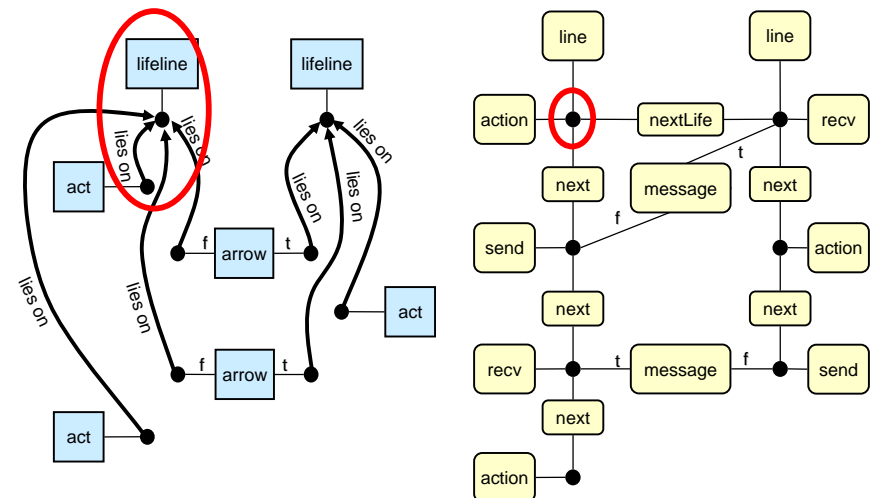 lifeline
lifeline
lies on
lies on
lies on
lies on
lies on
act
f
arrow
t
lies on
lies on
act
f
arrow
t
act
line
line
action
nextLife
recv
t
next
message
next
f
send
action
next
next
recv
t
message
f
send
next
action